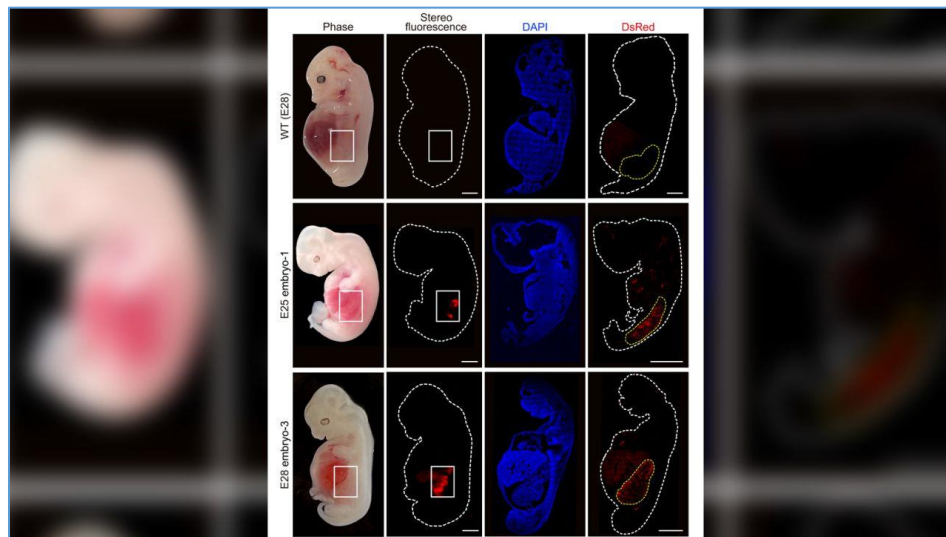 Phase
Stereo
fluorescence
DAPI
DsRed
WT (E28)
E25 embryo-1
E28 embryo-3